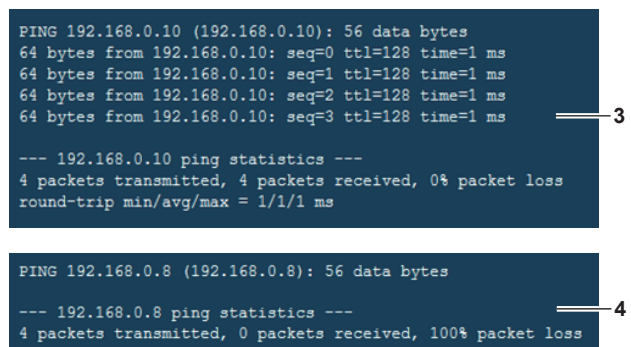 PING 192.168.0.10 (192.168.0.10): 56 data bytes
64 bytes from 192.168.0.10: seq=0 ttl=128 time=1 ms
64 bytes from 192.168.0.10: seq=1 ttl=128 time=1 ms
64 bytes from 192.168.0.10: seq=2 ttl=128 time=1 ms
64 bytes from 192.168.0.10: seq=3 ttl=128 time=1 ms
3
--- 192.168.0.10 ping statistics ---
4 packets transmitted, 4 packets received, 0% packet loss
round-trip min/avg/max = 1/1/1 ms
PING 192.168.0.8 (192.168.0.8): 56 data bytes
--- 192.168.0.8 ping statistics ---
4
4 packets transmitted, 0 packets received, 100% packet loss